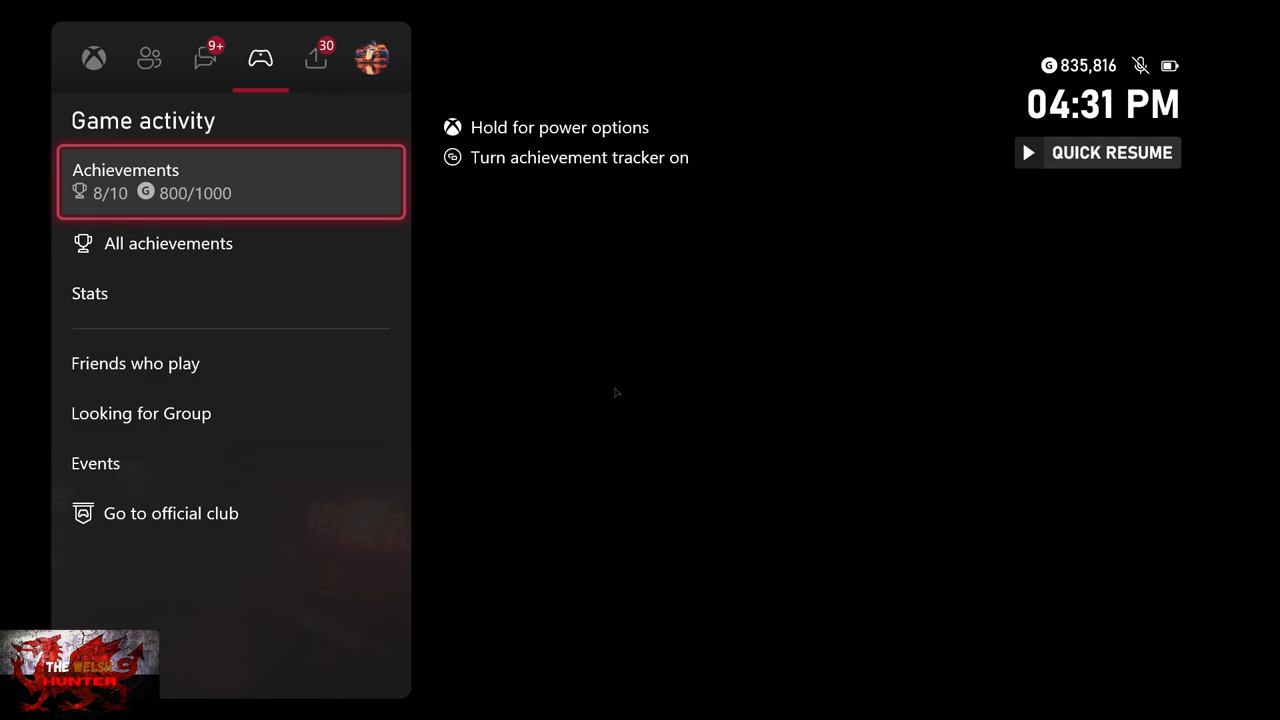 9+
30
Game activity
Achievements
8/10 G 800/1000
All achievements
Stats
Friends who play
Looking for Group
Events
Go to official club
Hold for power options
Turn achievement tracker on
G 835,816
04:31 PM
QUICK RESUME
THE WELSH
HUNTER